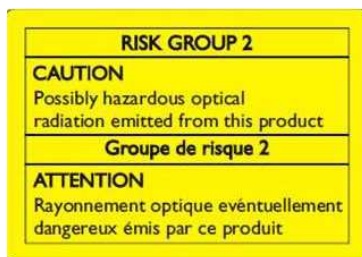 RISK GROUP 2
CAUTION
Possibly hazardous optical
radiation emitted from this product
Groupe de risque 2
ATTENTION
Rayonnement optique evéntuellement
dangereux émis par ce produit